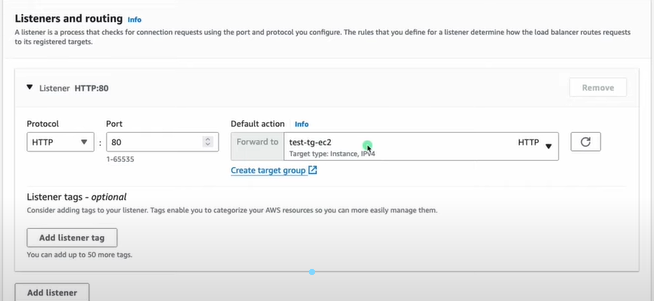 Listeners and routing Info
A listener is a process that checks for connection requests using the port and protocol you configure. The rules that you define for a listener determine how the load balancer routes requests
to its registered targets.
Listener HTTP:80
Remove
Protocol
Port
Default action Info
HTTP
:
80
Forward to
test-tg-ec2
HTTP
Target type: Instance, IPv4
1-65535
Create target group
Listener tags - optional
Consider adding tags to your listener. Tags enable you to categorize your AWS resources so you can more easily manage them.
Add listener tag
You can add up to 50 more tags.
Add listener